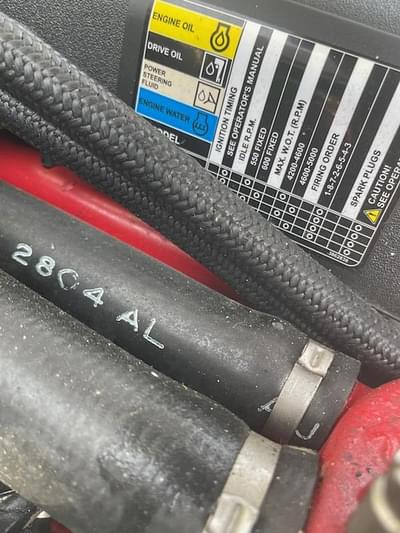 ENGINE OIL
DRIVE OIL
POWER
STEERING
FLUID
ENGINE WATER
MODEL
IGNITION TIMING
SEE OPERATOR'S MANUAL
IDLE R.P.M.
550 FIXED
600 FIXED
MAX. W.O.T. (R.P.M)
4200-4600
4600-5000
FIRING ORDER
1-8-7-2-6-5-4-3
SPARK PLUGS
CAUTION!
SEE OPERA
2804 AL